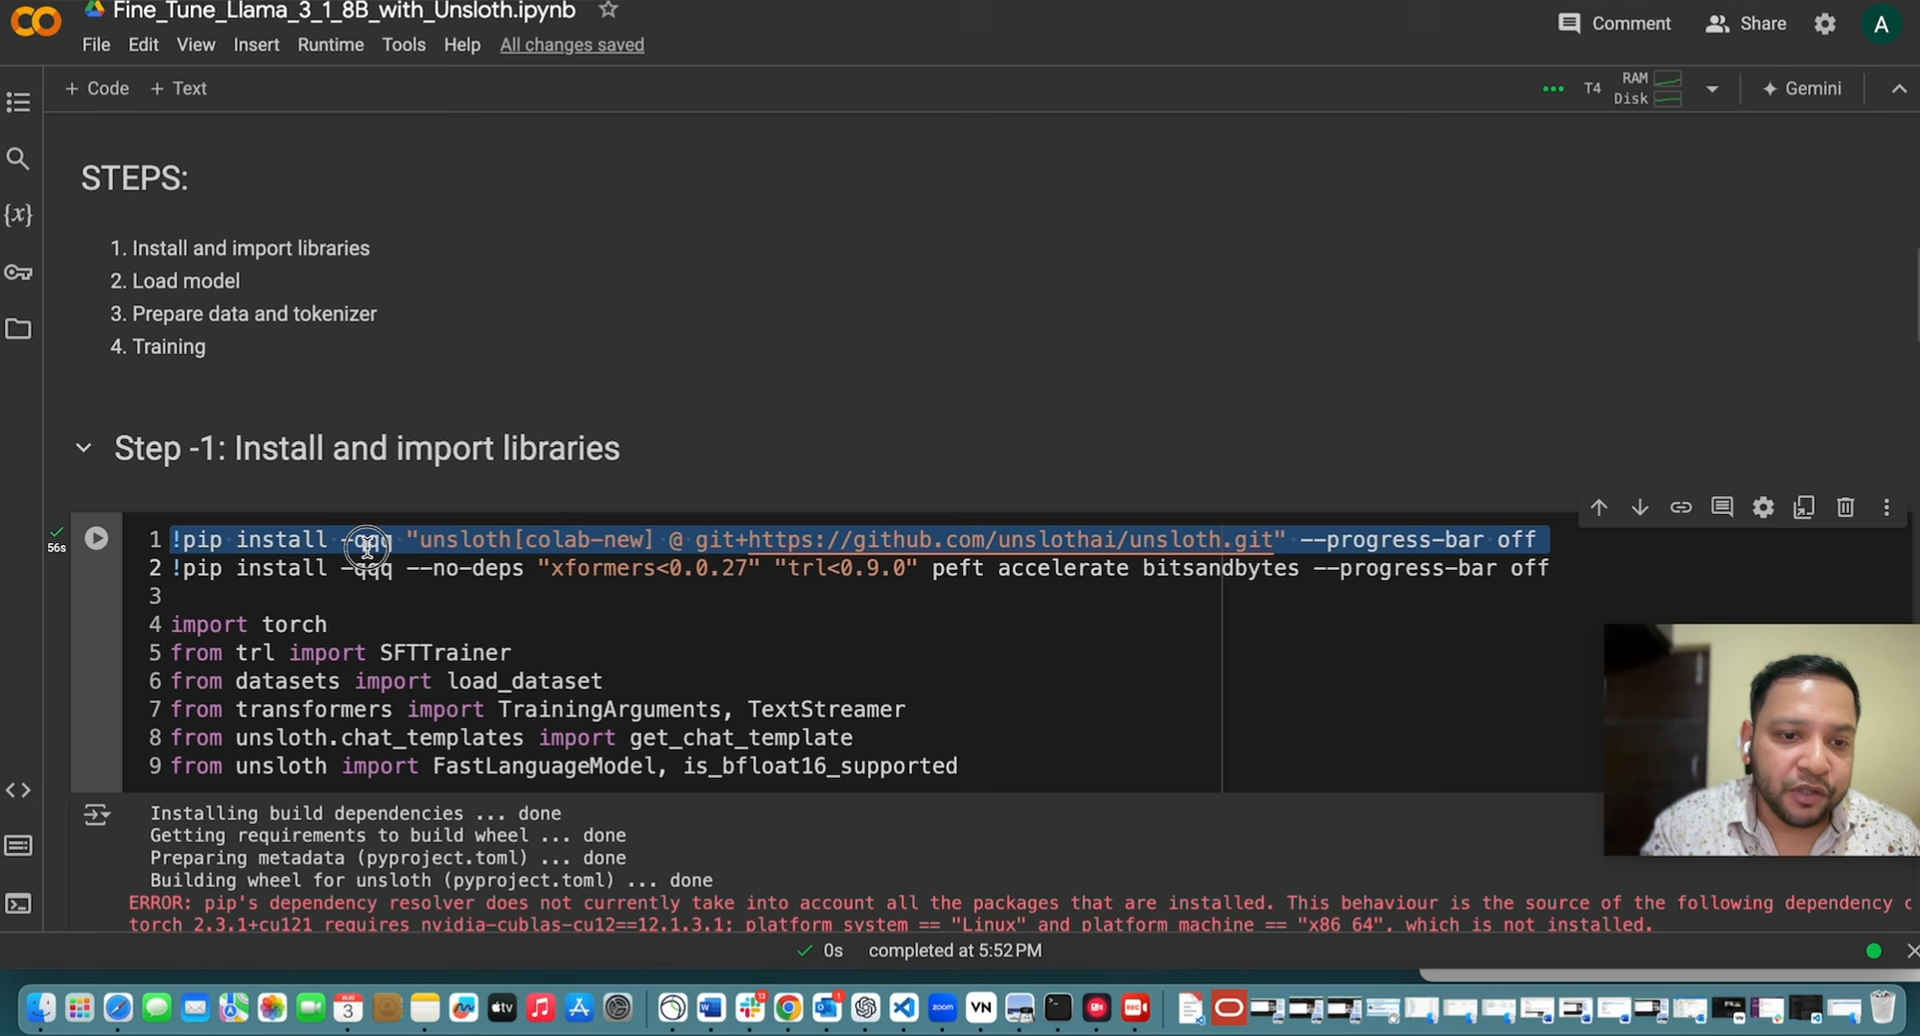 Fine_Tune_Llama_3_1_8B_with_Unsloth.ipynb
File Edit View Insert Runtime Tools Help All changes saved
Comment Share A
+ Code + Text
T4 RAM Disk Gemini
STEPS:
1. Install and import libraries
2. Load model
3. Prepare data and tokenizer
4. Training
Step -1: Install and import libraries
56s
1 !pip install -qqq "unsloth[colab-new] @ git+https://github.com/unslothai/unsloth.git" --progress-bar off
2 !pip install -qqq --no-deps "xformers<0.0.27" "trl<0.9.0" peft accelerate bitsandbytes --progress-bar off
3
4 import torch
5 from trl import SFTTrainer
6 from datasets import load_dataset
7 from transformers import TrainingArguments, TextStreamer
8 from unsloth.chat_templates import get_chat_template
9 from unsloth import FastLanguageModel, is_bfloat16_supported
Installing build dependencies ... done
Getting requirements to build wheel ... done
Preparing metadata (pyproject.toml) ... done
Building wheel for unsloth (pyproject.toml) ... done
ERROR: pip's dependency resolver does not currently take into account all the packages that are installed. This behaviour is the source of the following dependency c
torch 2.3.1+cu121 requires nvidia-cublas-cu12==12.1.3.1; platform_system == "Linux" and platform_machine == "x86_64", which is not installed.
0s completed at 5:52 PM
AUG
3
tv
13
1
zoom
VN
REC